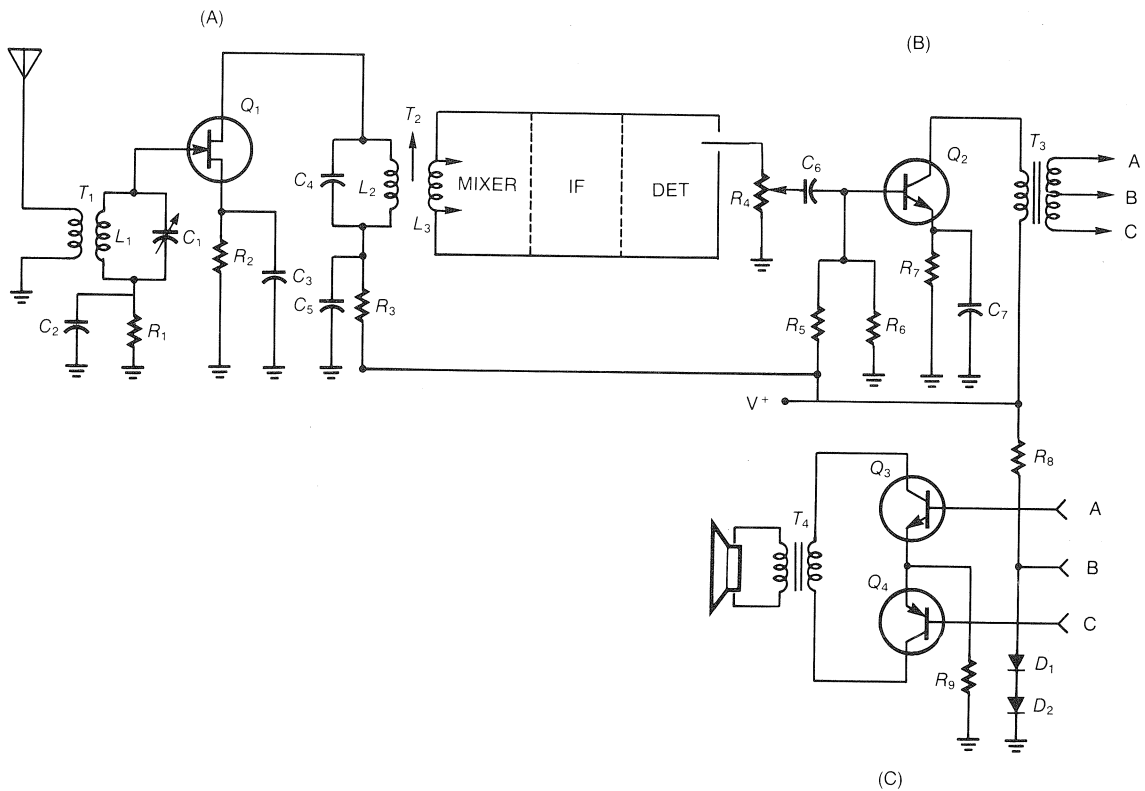 (A)
(B)
Q1
T2
T3
Q2
C6
A
C4
L2
MIXER
IF
DET
R4
B
T1
L3
C
L1
C1
R2
C3
R7
C5
R3
C7
C2
R1
R5
R6
V+
R8
Q3
A
T4
B
Q4
C
D1
R9
D2
(C)